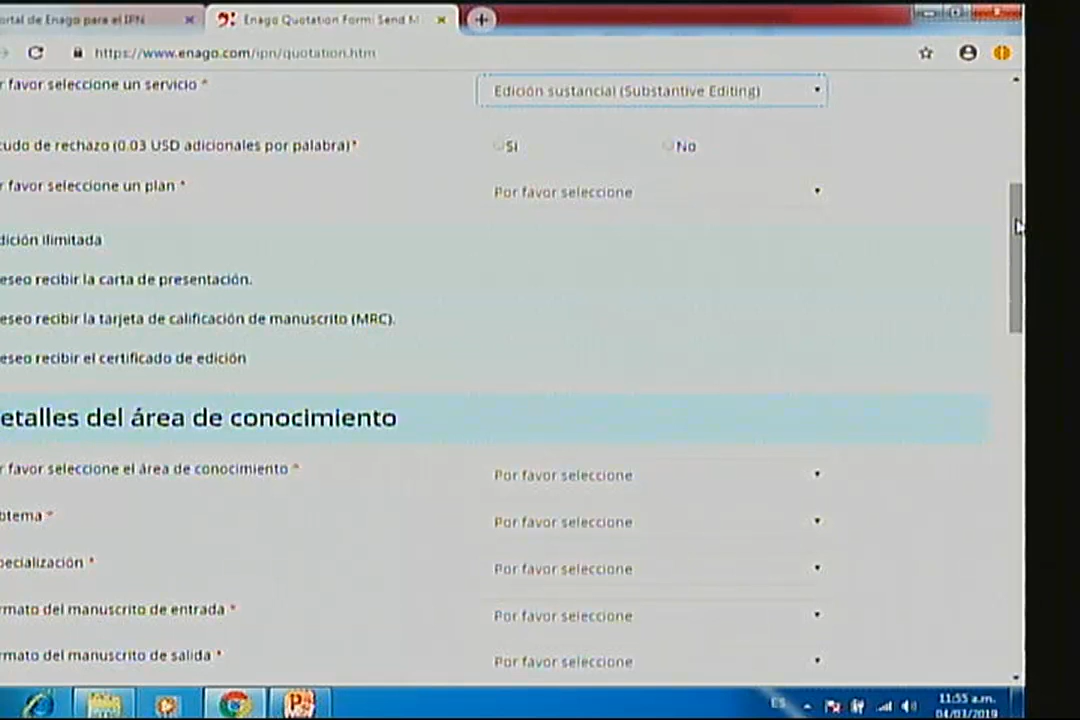 ortal de Enago para el IPN
Enago Quotation Form: Send M
https://www.enago.com/ipn/quotation.htm
r favor seleccione un servicio *
Edición sustancial (Substantive Editing)
cudo de rechazo (0.03 USD adicionales por palabra)*
Si
No
r favor seleccione un plan *
Por favor seleccione
dición ilimitada
eseo recibir la carta de presentación.
eseo recibir la tarjeta de calificación de manuscrito (MRC).
eseo recibir el certificado de edición
etalles del área de conocimiento
r favor seleccione el área de conocimiento *
Por favor seleccione
btema *
Por favor seleccione
pecialización *
Por favor seleccione
rmato del manuscrito de entrada *
Por favor seleccione
rmato del manuscrito de salida *
Por favor seleccione
ES
11:55 a.m.